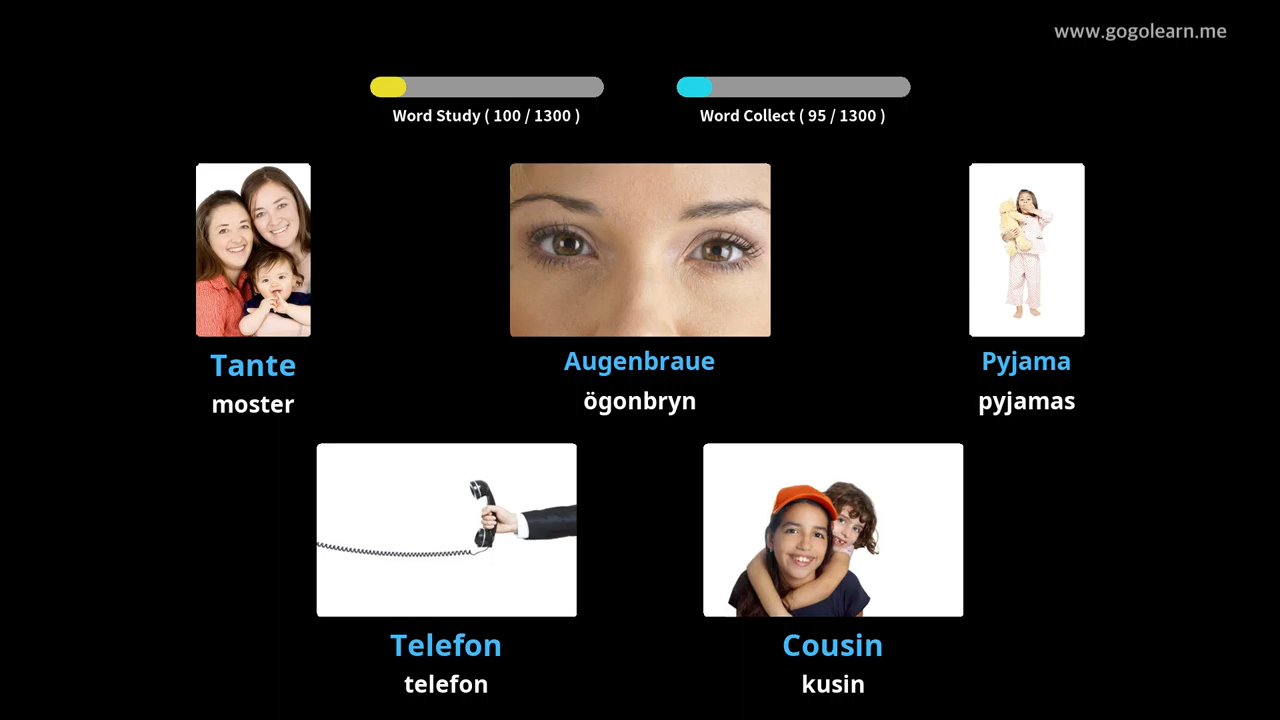 www.gogolearn.me
Word Study ( 100 / 1300 )
Word Collect ( 95 / 1300 )
Tante
moster
Augenbraue
ögonbryn
Pyjama
pyjamas
Telefon
telefon
Cousin
kusin